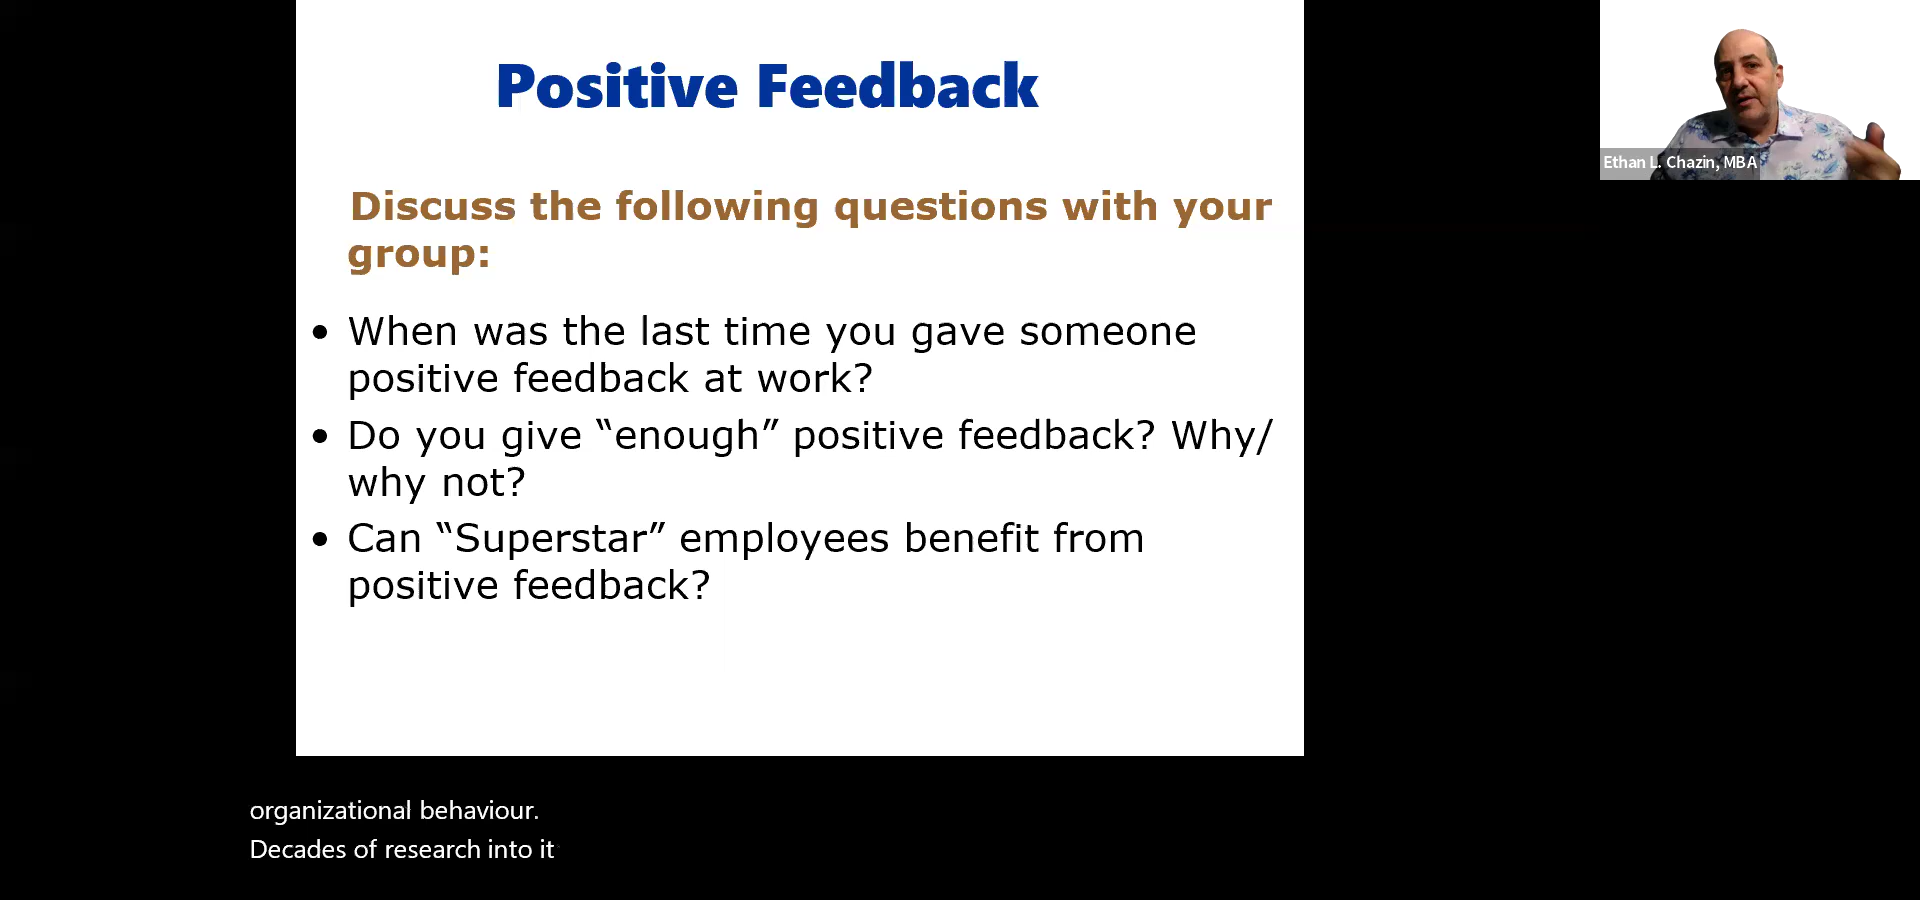 Positive Feedback
Discuss the following questions with your
group:
• When was the last time you gave someone
positive feedback at work?
• Do you give “enough” positive feedback? Why/
why not?
• Can “Superstar” employees benefit from
positive feedback?
Ethan L. Chazin, MBA
organizational behaviour.
Decades of research into it